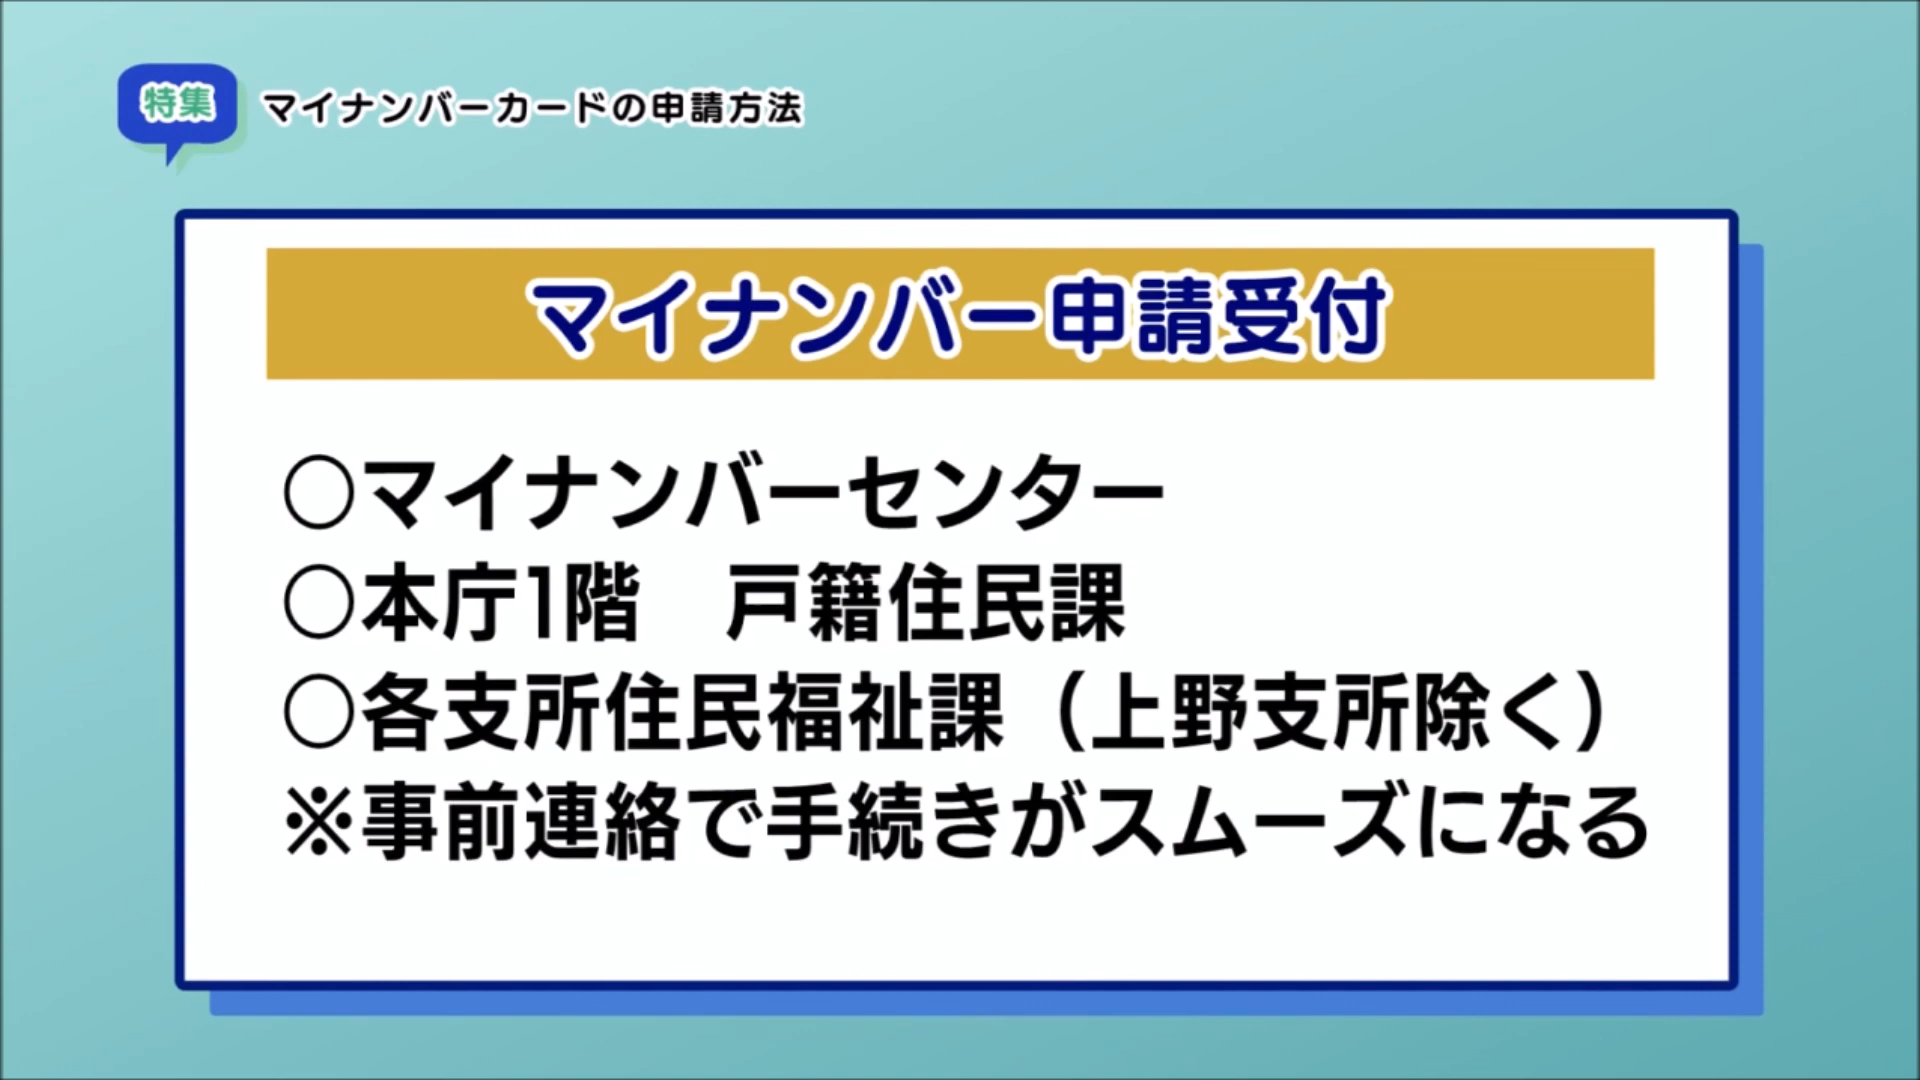 特集
マイナンバーカードの申請方法
マイナンバー申請受付
○マイナンバーセンター
○本庁1階　戸籍住民課
○各支所住民福祉課（上野支所除く）
※事前連絡で手続きがスムーズになる